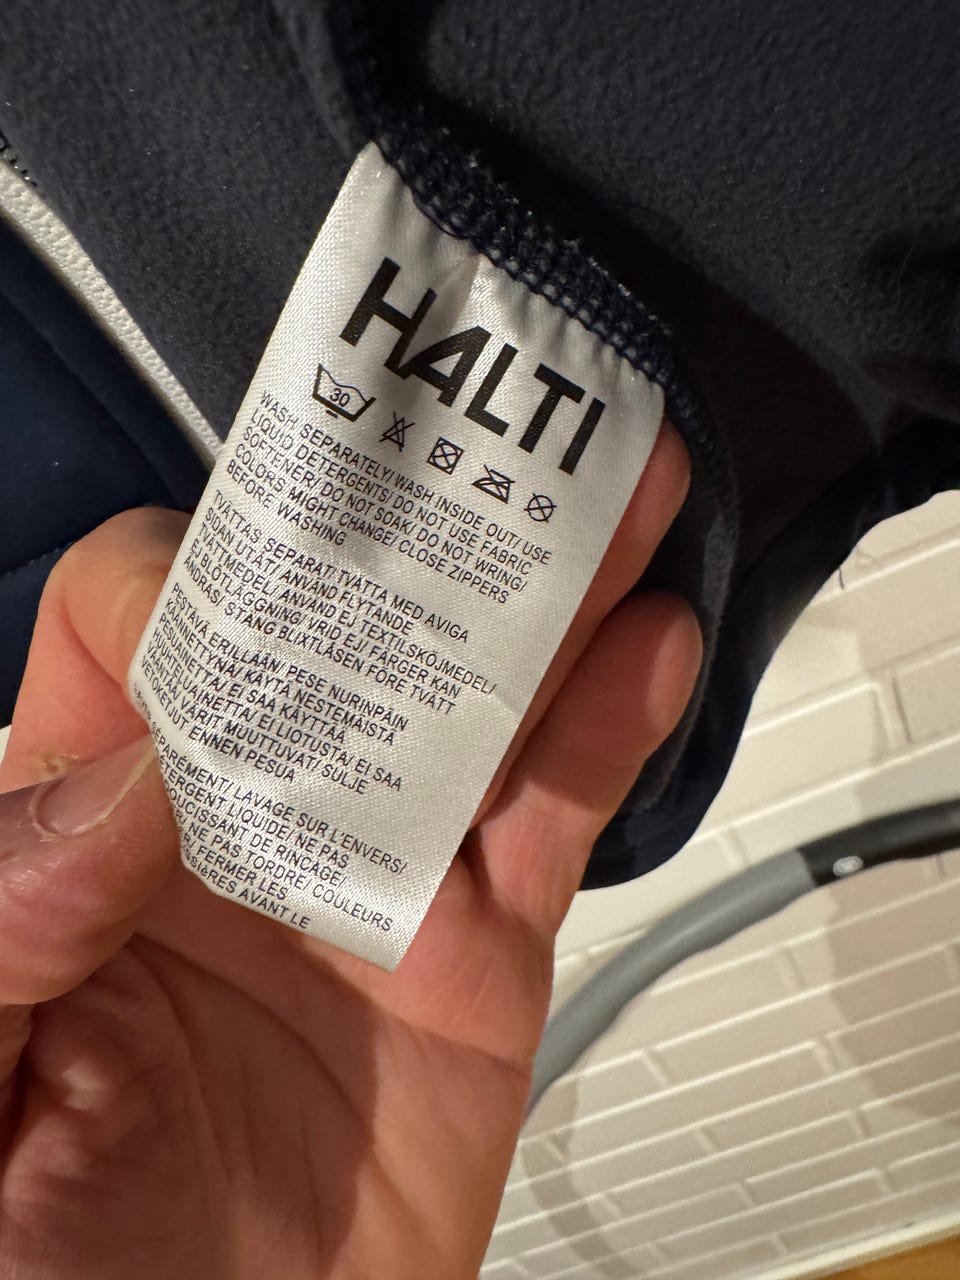 HALTI
30
WASH SEPARATELY/ WASH INSIDE OUT/ USE
LIQUID DETERGENTS/ DO NOT USE FABRIC
SOFTENER/ DO NOT SOAK/ DO NOT WRING/
COLORS MIGHT CHANGE/ CLOSE ZIPPERS
BEFORE WASHING
TVÄTTAS SEPARAT/TVÄTTA MED AVIGA
SIDAN UTÅT/ ANVÄND FLYTANDE
TVÄTTMEDEL/ ANVÄND EJ TEXTILSKÖJMEDEL/
EJ BLÖTLÄGGNING/ VRID EJ/ FÄRGER KAN
ÄNDRAS/ STÄNG BLIXTLÅSEN FÖRE TVÄTT
PESTÄVÄ ERILLÄÄN/ PESE NURINPÄIN
KÄÄNNETTYNÄ/ KÄYTÄ NESTEMÄISTÄ
PESUAINETTA/ EI SAA KÄYTTÄÄ
HUUHTELUAINETTA/ EI LIOTUSTA/ EI SAA
VÄÄNTÄÄ/ VÄRIT MUUTTUVAT/ SULJE
VETOKETJUT ENNEN PESUA
SÉPARÉMENT/ LAVAGE SUR L'ENVERS/
DÉTERGENT LIQUIDE/ NE PAS
ADOUCISSANT DE RINÇAGE/
NE PAS TORDRE/ COULEURS
FERMER LES
AVANT LE